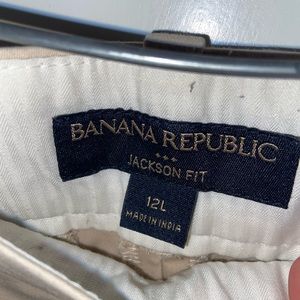 BANANA REPUBLIC
JACKSON FIT
12L
MADE IN INDIA